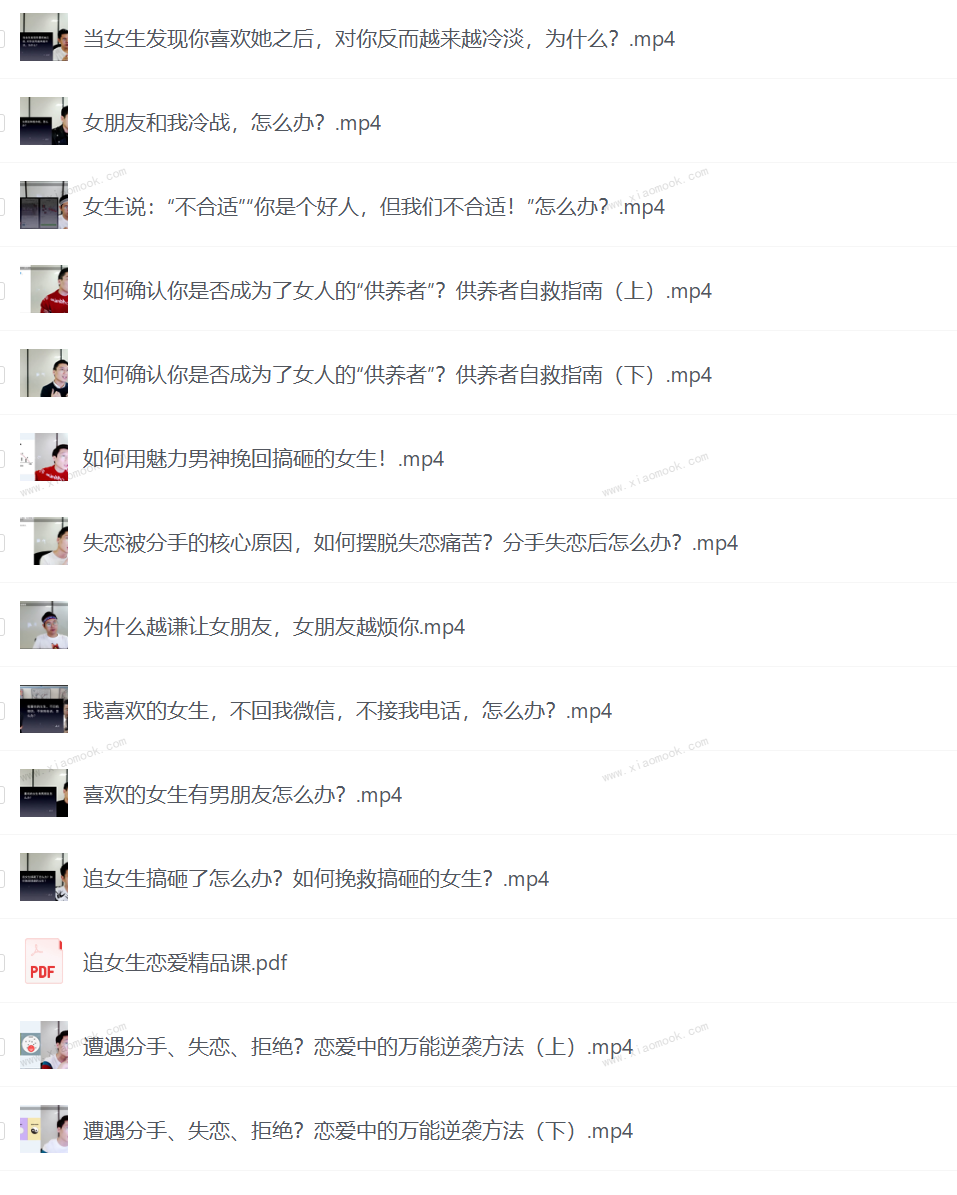 当女生发现你喜欢她之后，对你反而越来越冷淡，为什么？.mp4
女朋友和我冷战，怎么办？.mp4
www.xiaomook.com
女生说：“不合适”“你是个好人，但我们不合适！”怎么办？.mp4
如何确认你是否成为了女人的“供养者”？供养者自救指南（上）.mp4
如何确认你是否成为了女人的“供养者”？供养者自救指南（下）.mp4
如何用魅力男神挽回搞砸的女生！.mp4
www.xiaomook.com
失恋被分手的核心原因，如何摆脱失恋痛苦？分手失恋后怎么办？.mp4
为什么越谦让女朋友，女朋友越烦你.mp4
我喜欢的女生，不回我微信，不接我电话，怎么办？.mp4
www.xiaomook.com
喜欢的女生有男朋友怎么办？.mp4
追女生搞砸了怎么办？如何挽救搞砸的女生？.mp4
PDF
追女生恋爱精品课.pdf
www.xiaomook.com
遭遇分手、失恋、拒绝？恋爱中的万能逆袭方法（上）.mp4
遭遇分手、失恋、拒绝？恋爱中的万能逆袭方法（下）.mp4